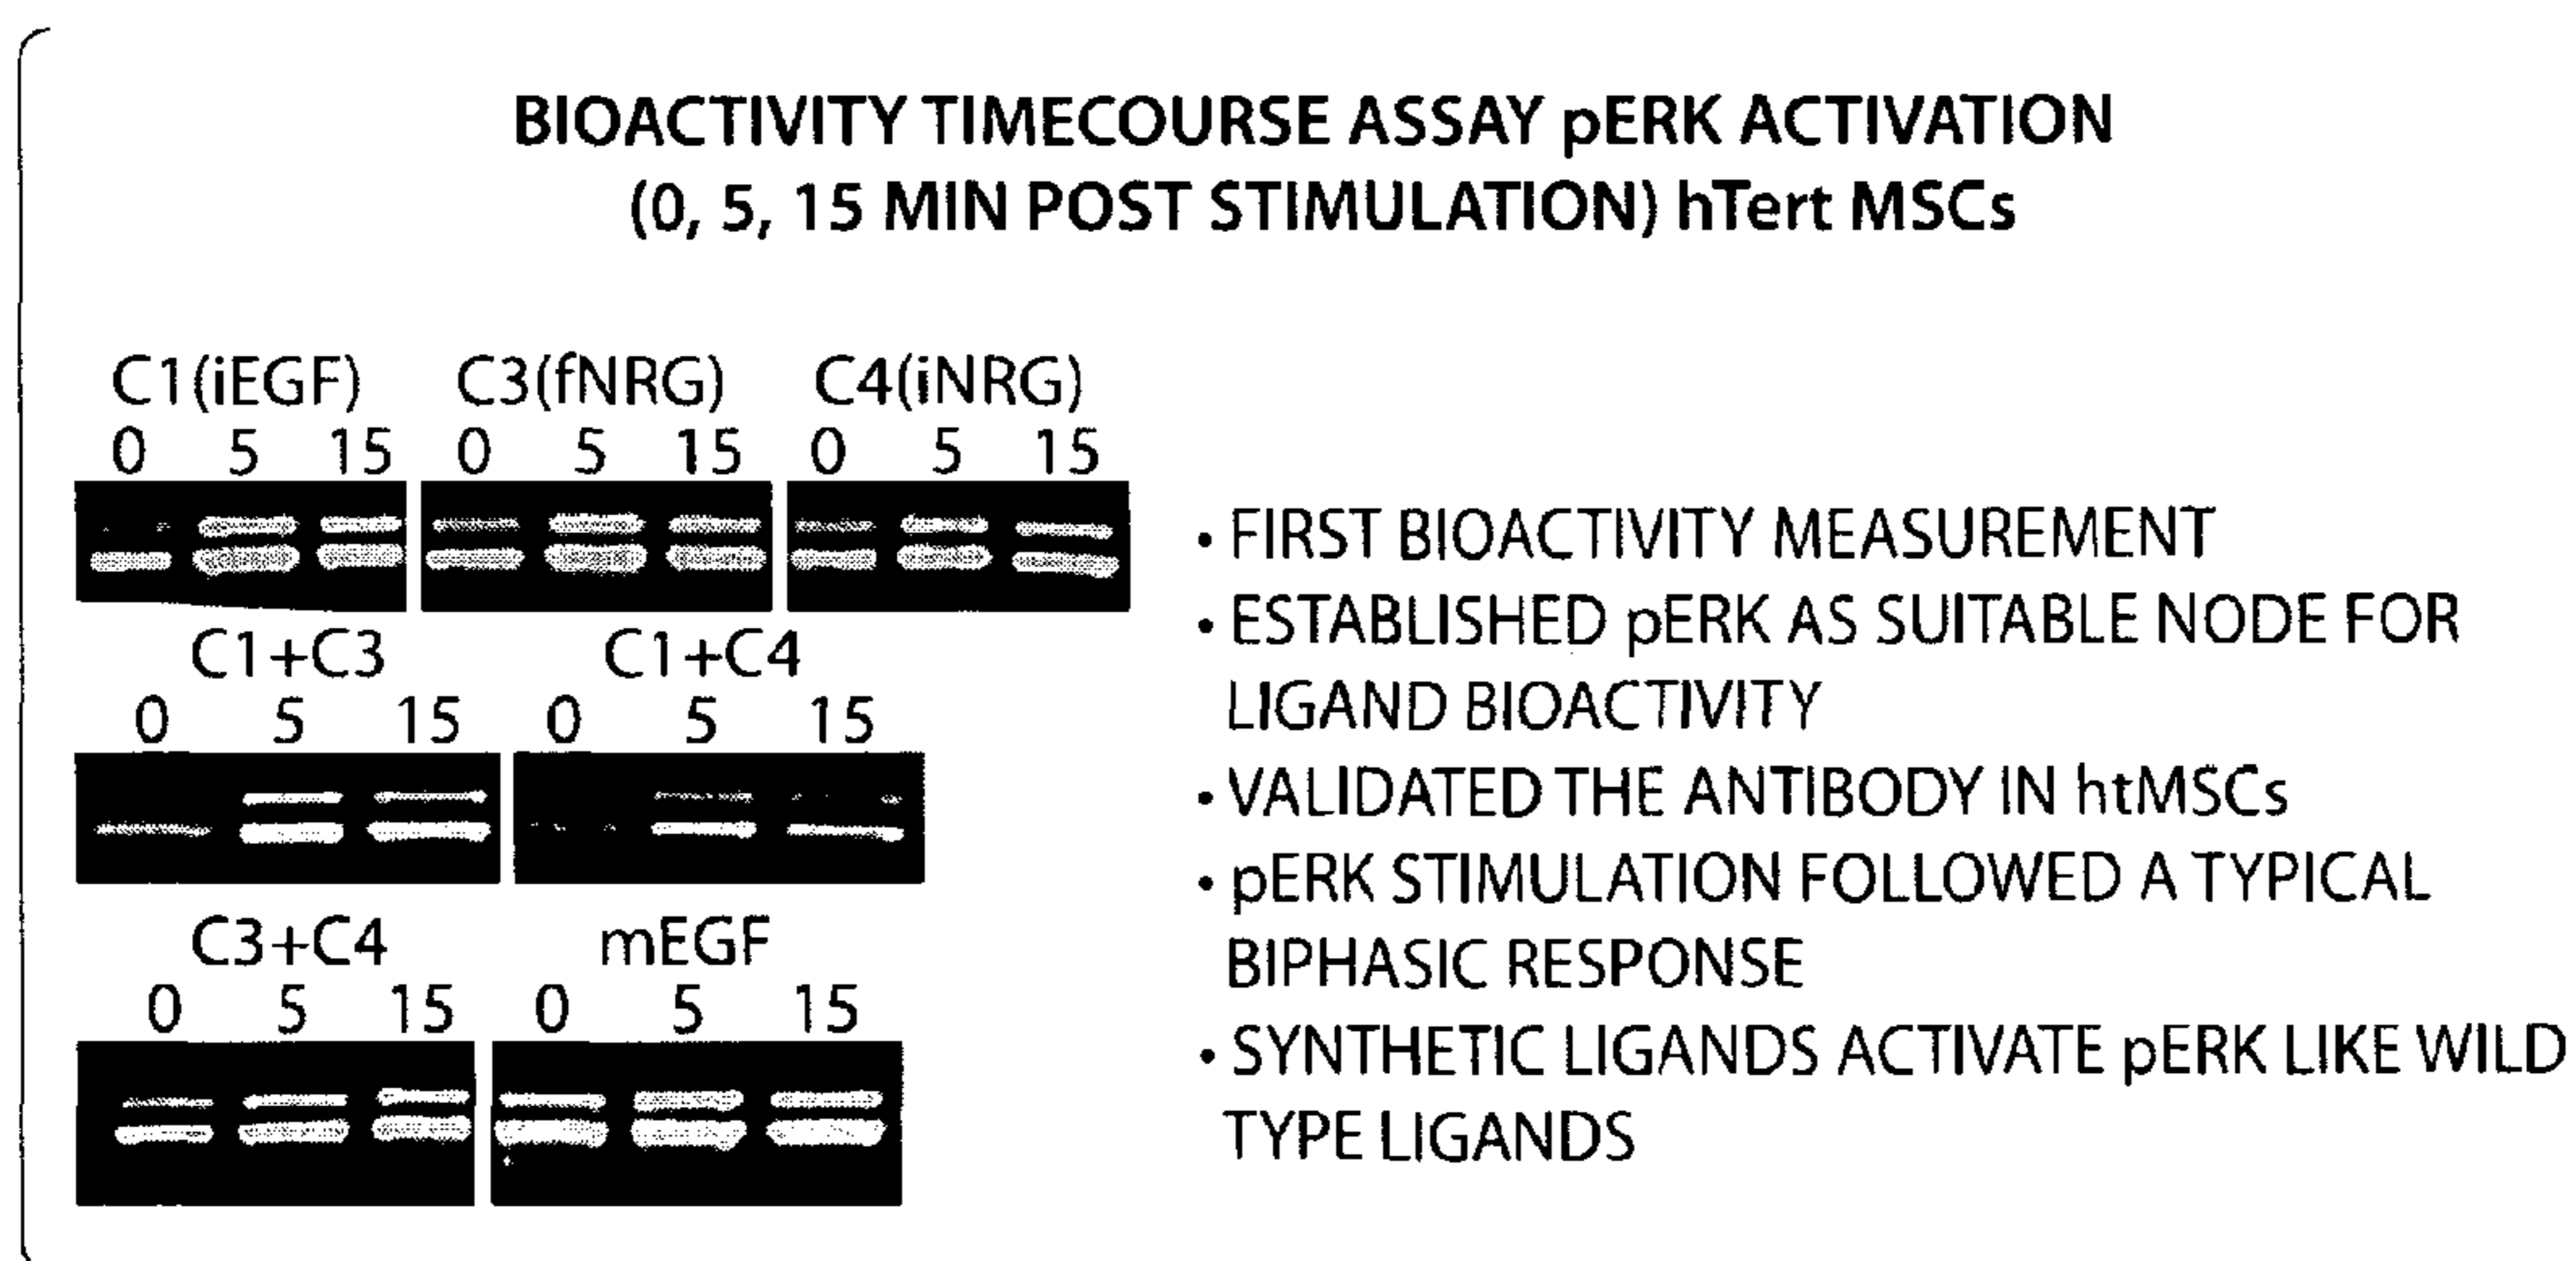 BIOACTIVITY TIMECOURSE ASSAY pERK ACTIVATION
(0, 5, 15 MIN POST STIMULATION) hTert MSCs
C1(iEGF) C3(fNRG) C4(iNRG)
0 5 15 0 5 15 0 5 15
C1+C3 C1+C4
0 5 15 0 5 15
C3+C4 mEGF
0 5 15 0 5 15
• FIRST BIOACTIVITY MEASUREMENT
• ESTABLISHED pERK AS SUITABLE NODE FOR
LIGAND BIOACTIVITY
• VALIDATED THE ANTIBODY IN htMSCs
• pERK STIMULATION FOLLOWED A TYPICAL
BIPHASIC RESPONSE
• SYNTHETIC LIGANDS ACTIVATE pERK LIKE WILD
TYPE LIGANDS